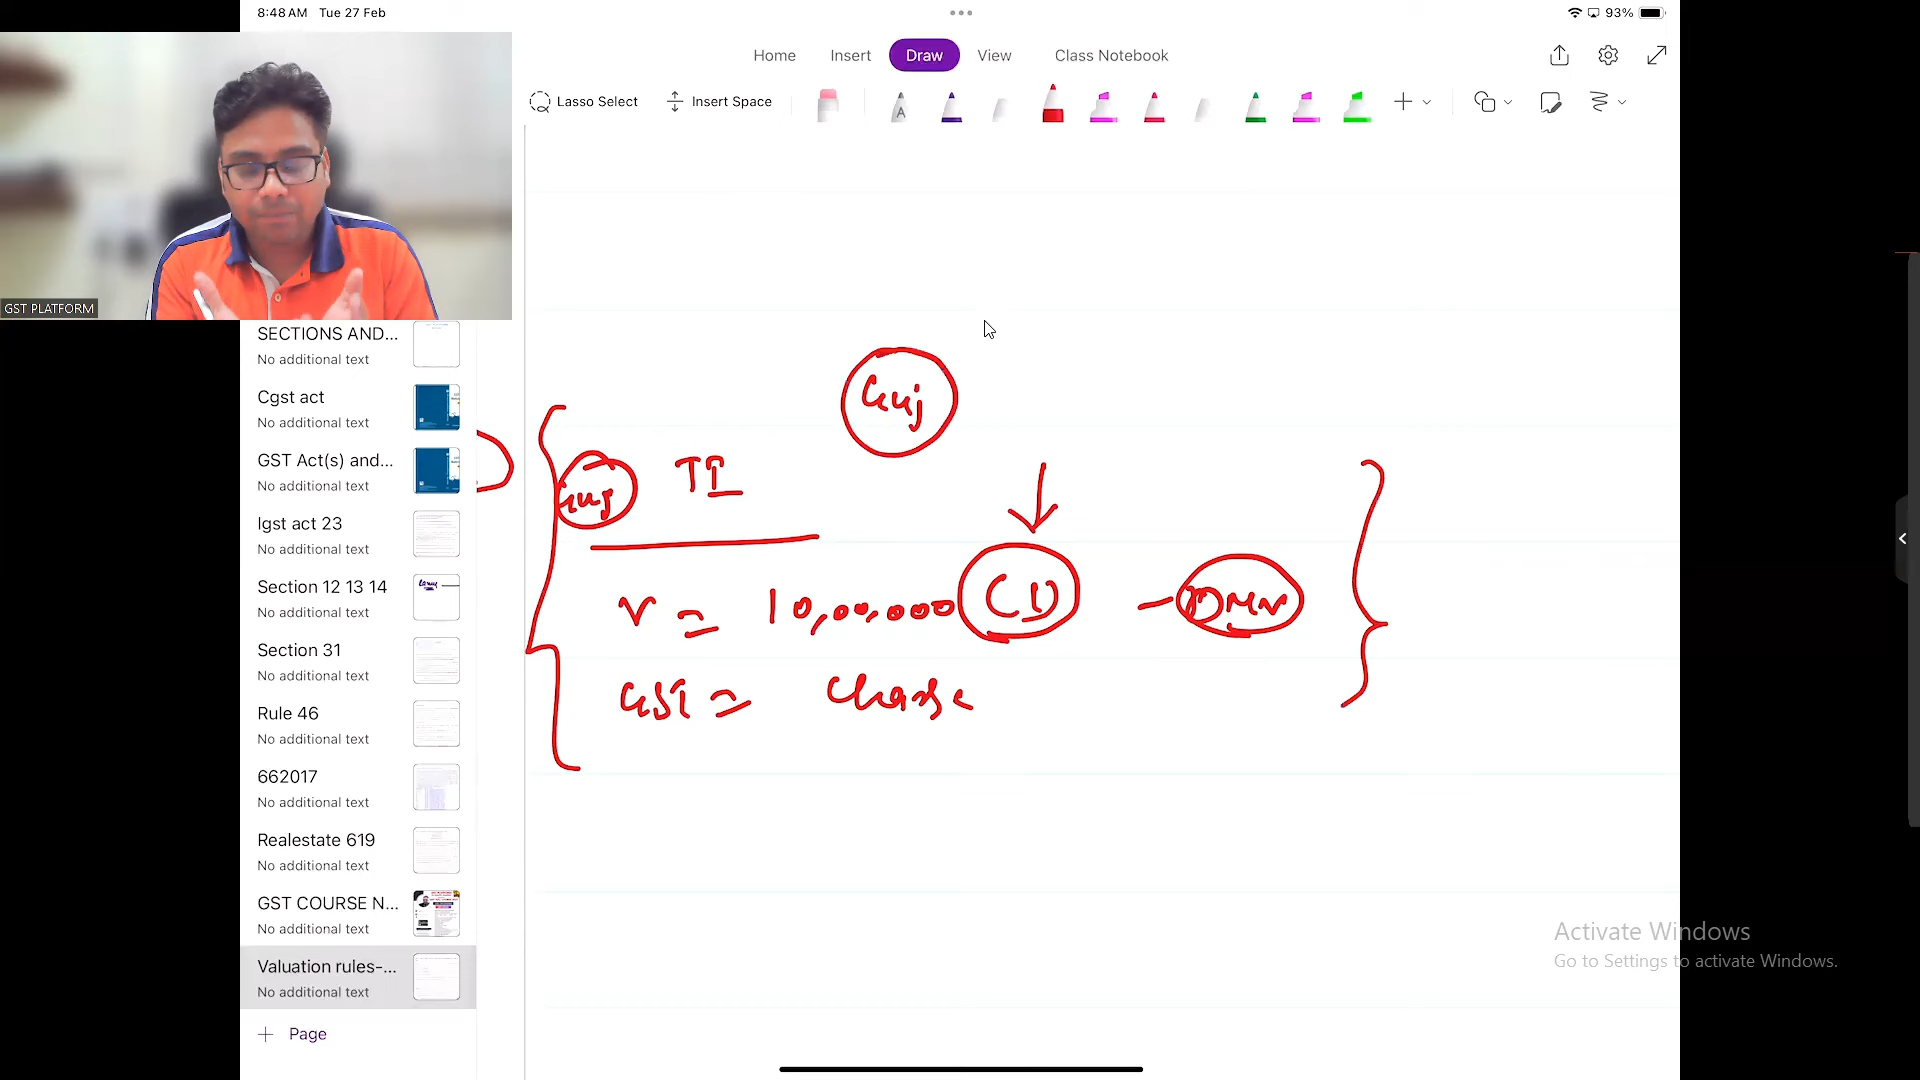 8:48 AM Tue 27 Feb
93%
Home Insert Draw View Class Notebook
Lasso Select Insert Space
A
GST PLATFORM
SECTIONS AND...
No additional text
Cgst act
No additional text
GST Act(s) and...
No additional text
Igst act 23
No additional text
Section 12 13 14
No additional text
Section 31
No additional text
Rule 46
No additional text
662017
No additional text
Realestate 619
No additional text
GST COURSE N...
No additional text
Valuation rules-...
No additional text
Page
Guj
Guj TI
V = 10,00,000 (1)
GST = Charge
Activate Windows
Go to Settings to activate Windows.